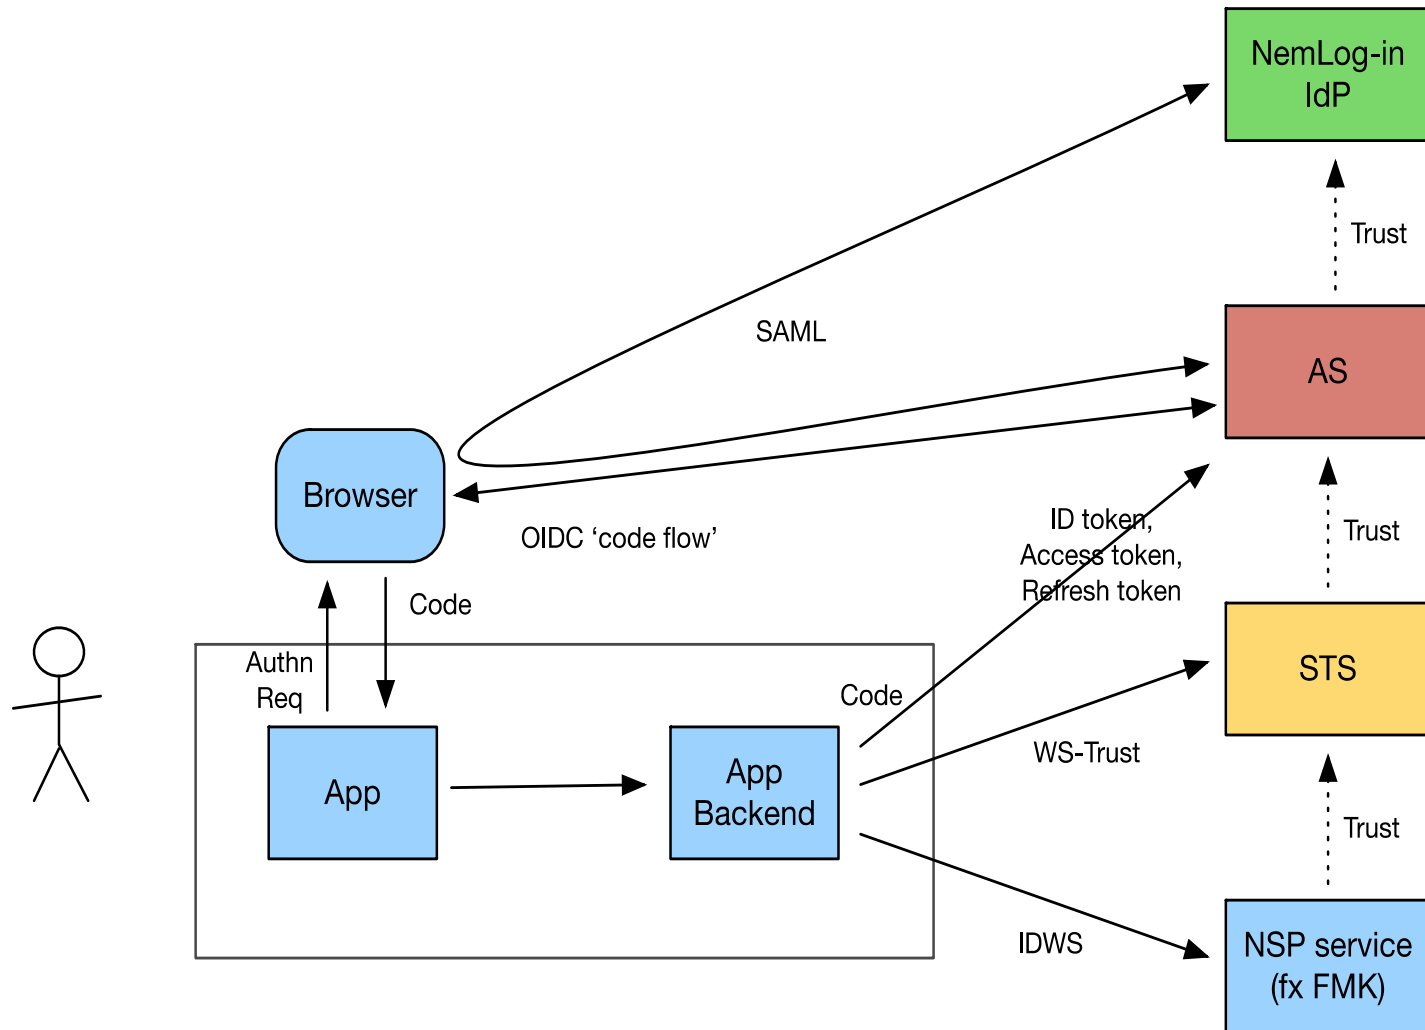 NemLog-in
IdP
Trust
SAML
AS
Browser
OIDC ‘code flow’
ID token,
Access token,
Refresh token
Trust
Code
Authn
Req
Code
STS
App
App
Backend
WS-Trust
Trust
IDWS
NSP service
(fx FMK)